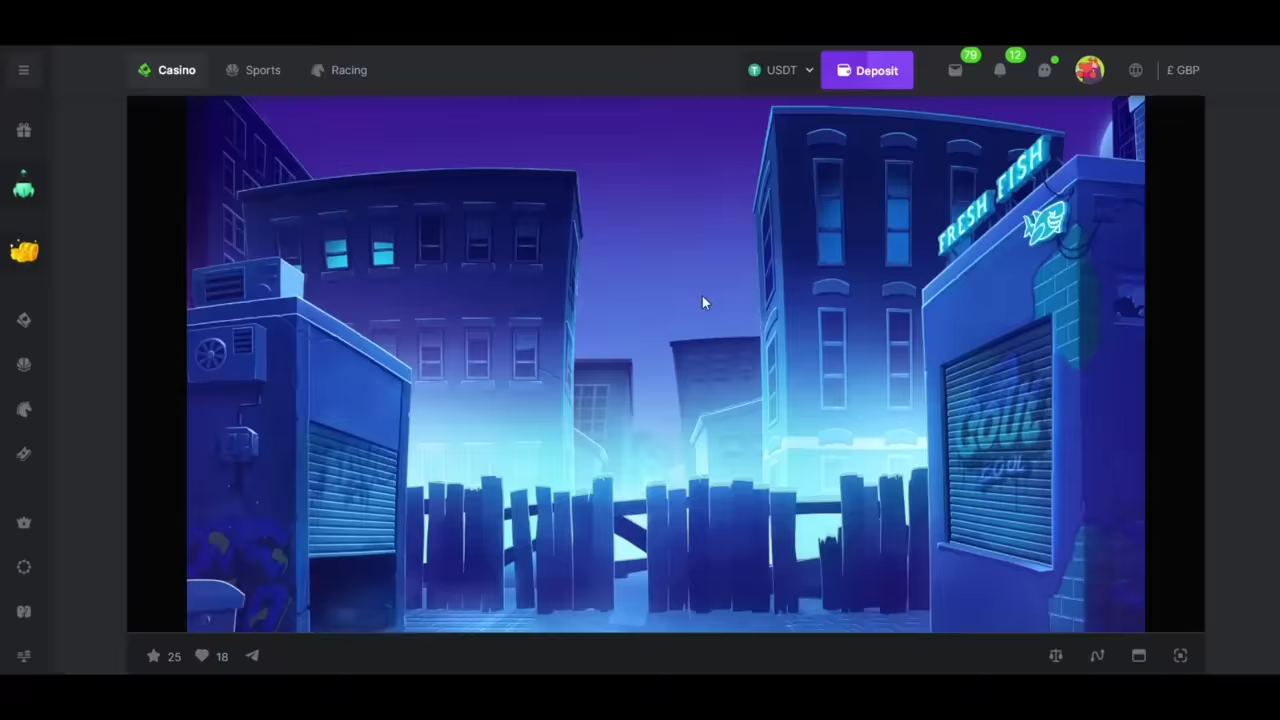 Casino
Sports
Racing
USDT
Deposit
79
12
£ GBP
FRESH FISH
25
18